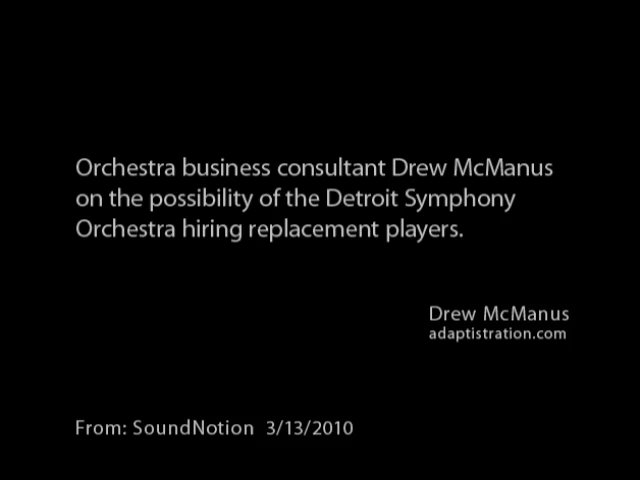 Orchestra business consultant Drew McManus
on the possibility of the Detroit Symphony
Orchestra hiring replacement players.
Drew McManus
adaptistration.com
From: SoundNotion 3/13/2010